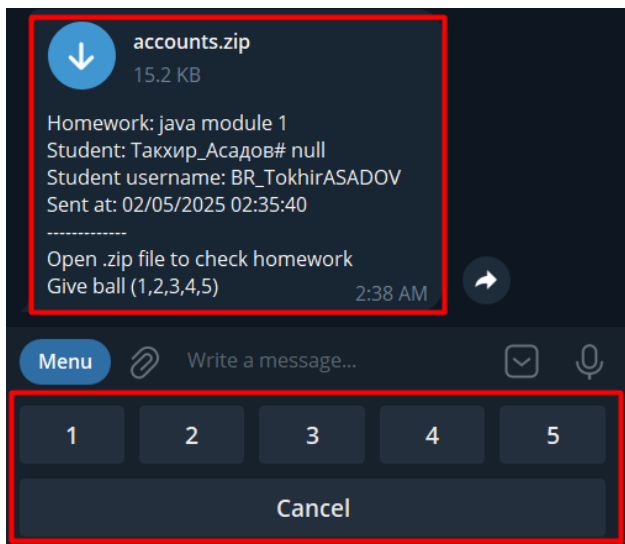 accounts.zip
15.2 KB
Homework: java module 1
Student: Такхир_Асадов# null
Student username: BR_TokhirASADOV
Sent at: 02/05/2025 02:35:40
-------------
Open .zip file to check homework
Give ball (1,2,3,4,5)
2:38 AM
Menu
Write a message...
1 2 3 4 5
Cancel